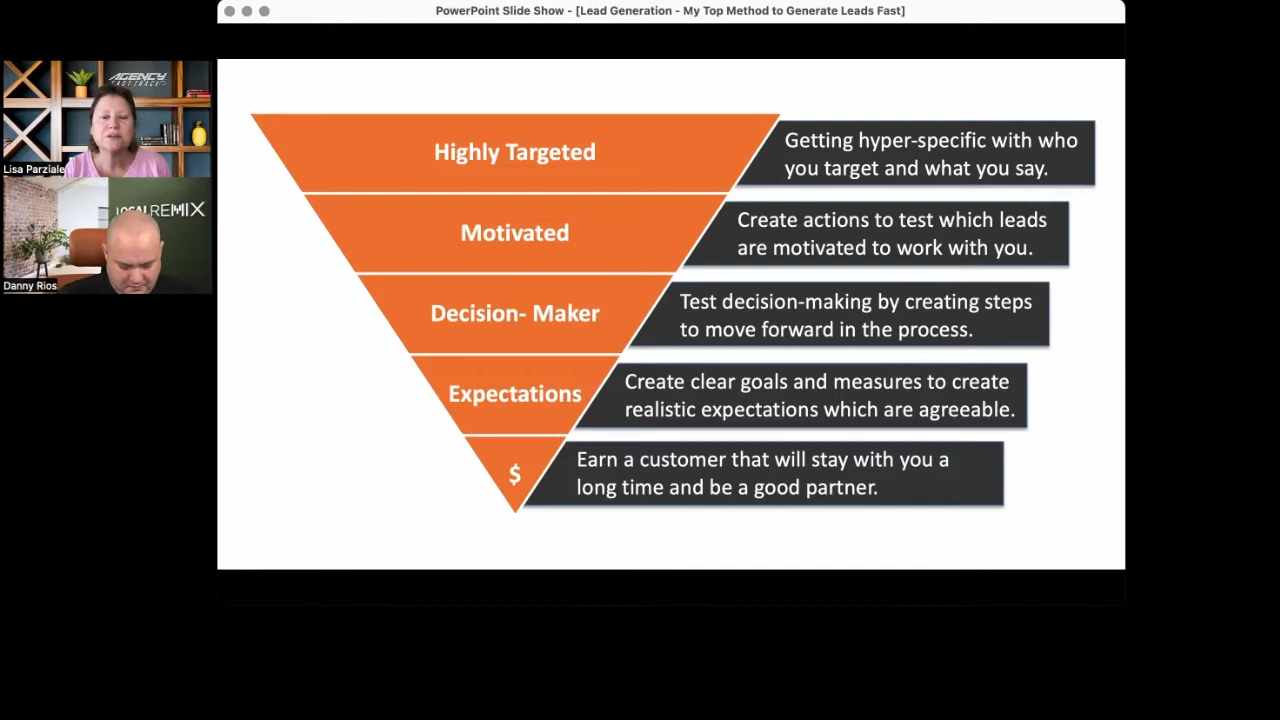 PowerPoint Slide Show - [Lead Generation - My Top Method to Generate Leads Fast]
AGENCY
Lisa Parziale
LOCALREMIX
Danny Rios
Highly Targeted
Getting hyper-specific with who
you target and what you say.
Motivated
Create actions to test which leads
are motivated to work with you.
Decision- Maker
Test decision-making by creating steps
to move forward in the process.
Expectations
Create clear goals and measures to create
realistic expectations which are agreeable.
$
Earn a customer that will stay with you a
long time and be a good partner.